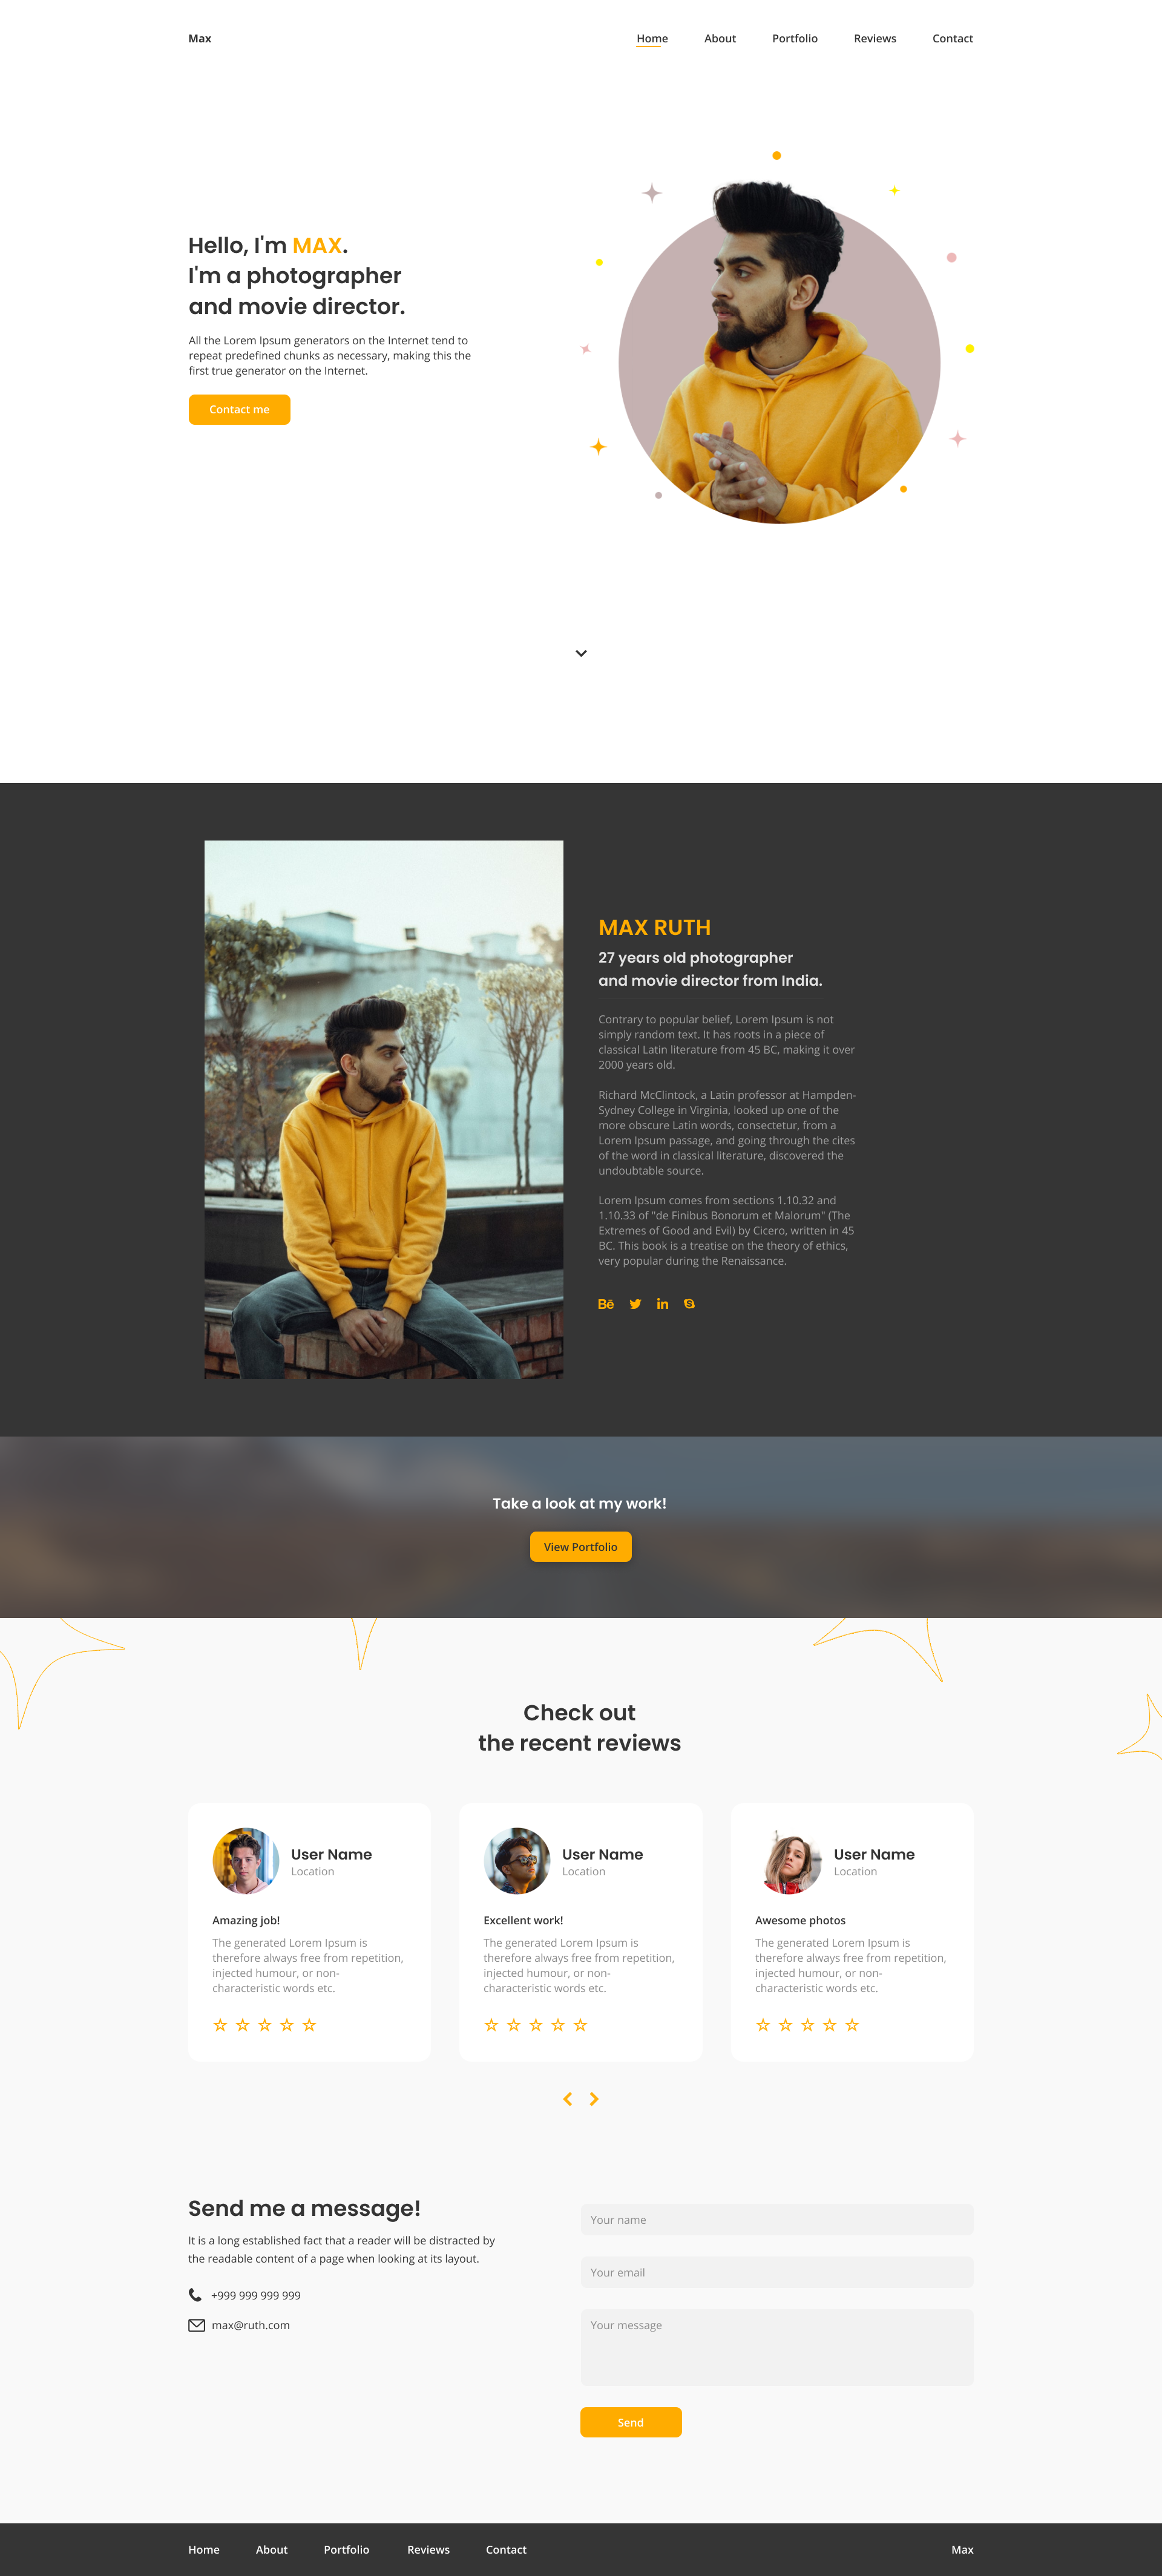 Max
Home About Portfolio Reviews Contact
Hello, I'm MAX.
I'm a photographer
and movie director.
All the Lorem Ipsum generators on the Internet tend to
repeat predefined chunks as necessary, making this the
first true generator on the Internet.
Contact me
MAX RUTH
27 years old photographer
and movie director from India.
Contrary to popular belief, Lorem Ipsum is not
simply random text. It has roots in a piece of
classical Latin literature from 45 BC, making it over
2000 years old.
Richard McClintock, a Latin professor at Hampden-
Sydney College in Virginia, looked up one of the
more obscure Latin words, consectetur, from a
Lorem Ipsum passage, and going through the cites
of the word in classical literature, discovered the
undoubtable source.
Lorem Ipsum comes from sections 1.10.32 and
1.10.33 of "de Finibus Bonorum et Malorum" (The
Extremes of Good and Evil) by Cicero, written in 45
BC. This book is a treatise on the theory of ethics,
very popular during the Renaissance.
Take a look at my work!
View Portfolio
Check out
the recent reviews
User Name
Location
Amazing job!
The generated Lorem Ipsum is
therefore always free from repetition,
injected humour, or non-
characteristic words etc.
User Name
Location
Excellent work!
The generated Lorem Ipsum is
therefore always free from repetition,
injected humour, or non-
characteristic words etc.
User Name
Location
Awesome photos
The generated Lorem Ipsum is
therefore always free from repetition,
injected humour, or non-
characteristic words etc.
Send me a message!
It is a long established fact that a reader will be distracted by
the readable content of a page when looking at its layout.
+999 999 999 999
max@ruth.com
Your name
Your email
Your message
Send
Home About Portfolio Reviews Contact
Max